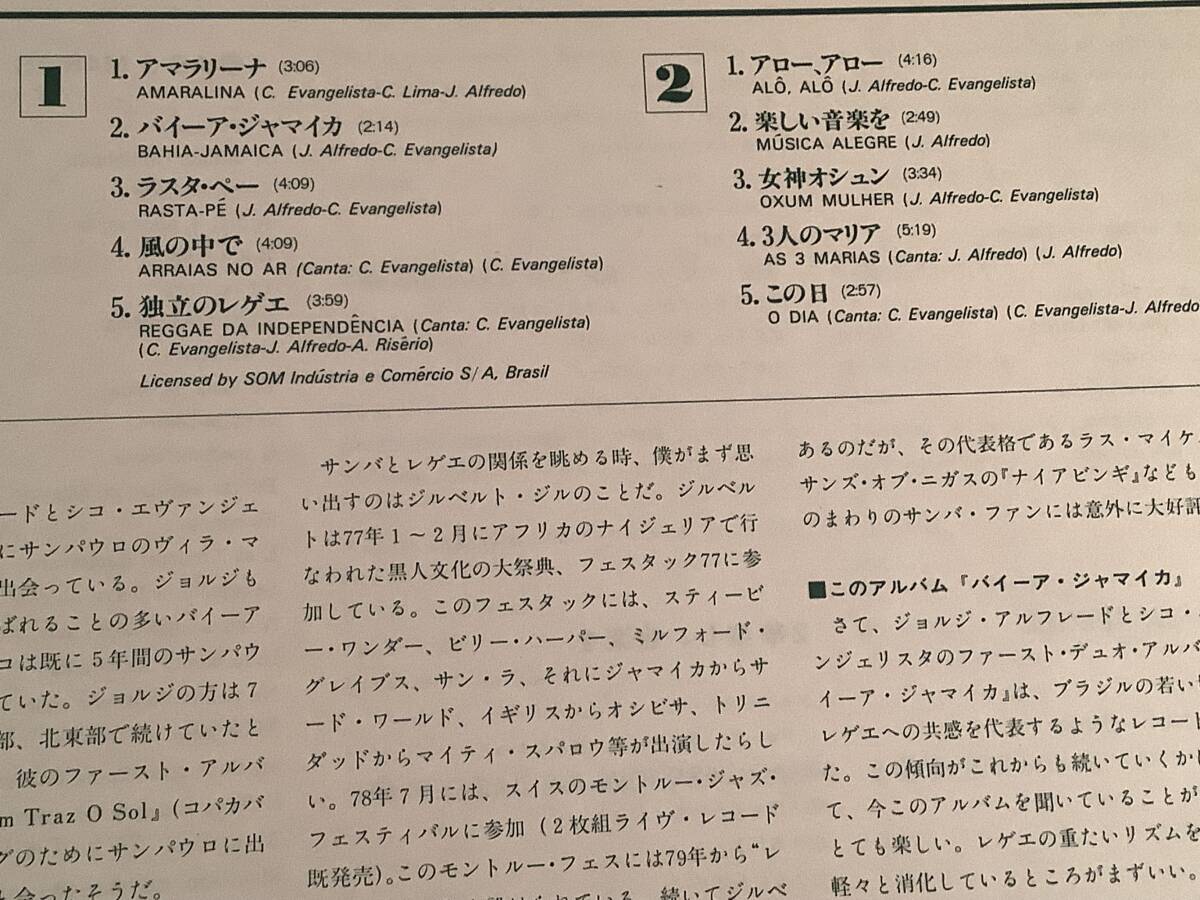 1
1. アマラリーナ (3:06)
AMARALINA (C. Evangelista-C. Lima-J. Alfredo)
2. バイーア・ジャマイカ (2:14)
BAHIA-JAMAICA (J. Alfredo-C. Evangelista)
3. ラスタ・ペー (4:09)
RASTA-PÉ (J. Alfredo-C. Evangelista)
4. 風の中で (4:09)
ARRAIAS NO AR (Canta: C. Evangelista) (C. Evangelista)
5. 独立のレゲエ (3:59)
REGGAE DA INDEPENDÊNCIA (Canta: C. Evangelista)
(C. Evangelista-J. Alfredo-A. Risério)
Licensed by SOM Indústria e Comércio S/A, Brasil
2
1. アロー、アロー (4:16)
ALÔ, ALÔ (J. Alfredo-C. Evangelista)
2. 楽しい音楽を (2:49)
MÚSICA ALEGRE (J. Alfredo)
3. 女神オシュン (3:34)
OXUM MULHER (J. Alfredo-C. Evangelista)
4. 3人のマリア (5:19)
AS 3 MARIAS (Canta: J. Alfredo) (J. Alfredo)
5. この日 (2:57)
O DIA (Canta: C. Evangelista) (C. Evangelista-J. Alfredo
ードとシコ・エヴァンジェ
にサンパウロのヴィラ・マ
出会っている。ジョルジも
ばれることの多いバイーア
コは既に5年間のサンパウ
ていた。ジョルジの方は7
部、北東部で続けていたと
彼のファースト・アルバ
m Traz O Sol』(コパカバ
グのためにサンパウロに出
会ったそうだ。
サンバとレゲエの関係を眺める時、僕がまず思
い出すのはジルベルト・ジルのことだ。ジルベル
トは77年1～2月にアフリカのナイジェリアで行
なわれた黒人文化の大祭典、フェスタック77に参
加している。このフェスタックには、スティービ
ー・ワンダー、ビリー・ハーパー、ミルフォード・
グレイブス、サン・ラ、それにジャマイカからサ
ード・ワールド、イギリスからオシビサ、トリニ
ダッドからマイティ・スパロウ等が出演したらし
い。78年7月には、スイスのモントルー・ジャズ・
フェスティバルに参加（2枚組ライヴ・レコード
既発売）。このモントルー・フェスには79年から“レ
続いてジルベ
あるのだが、その代表格であるラス・マイケ
サンズ・オブ・ニガスの『ナイアビンギ』なども
のまわりのサンバ・ファンには意外に大好評
■このアルバム『バイーア・ジャマイカ』
さて、ジョルジ・アルフレードとシコ・
ンジェリスタのファースト・デュオ・アルバ
イーア・ジャマイカ』は、ブラジルの若い
レゲエへの共感を代表するようなレコード
た。この傾向がこれからも続いていくか
て、今このアルバムを聞いていることが
とても楽しい。レゲエの重たいリズムを
軽々と消化しているところがまずいい。